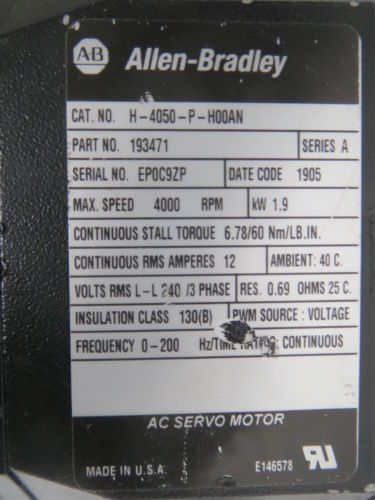 A-B Allen-Bradley
CAT. NO. H-4050-P-H00AN
PART NO. 193471 SERIES A
SERIAL NO. EP0C9ZP DATE CODE 1905
MAX. SPEED 4000 RPM kW 1.9
CONTINUOUS STALL TORQUE 6.78/60 Nm/LB.IN.
CONTINUOUS RMS AMPERES 12 AMBIENT: 40 C.
VOLTS RMS L-L 240 /3 PHASE RES. 0.69 OHMS 25 C.
INSULATION CLASS 130(B) PWM SOURCE : VOLTAGE
FREQUENCY 0-200 Hz/TIME RATING: CONTINUOUS
AC SERVO MOTOR
MADE IN U.S.A. E146578 RU